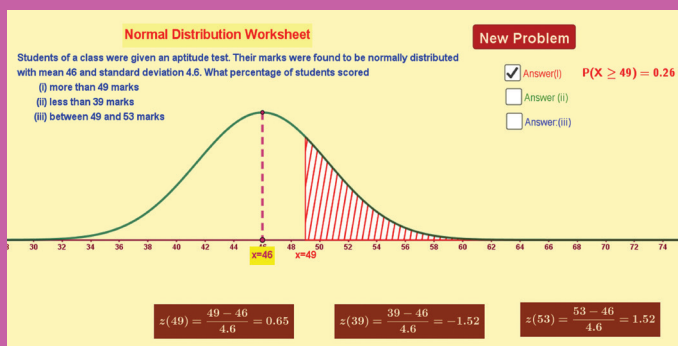 Normal Distribution Worksheet
New Problem
Students of a class were given an aptitude test. Their marks were found to be normally distributed
with mean 46 and standard deviation 4.6. What percentage of students scored
(i) more than 49 marks
(ii) less than 39 marks
(iii) between 49 and 53 marks
Answer(I) P(X ≥ 49) = 0.26
Answer (ii)
Answer:(iii)
30 32 34 36 38 40 42 44 46 48 50 52 54 56 58 60 62 64 66 68 70 72 74
x=46 x=49
z(49) = (49 − 46)/4.6 = 0.65
z(39) = (39 − 46)/4.6 = −1.52
z(53) = (53 − 46)/4.6 = 1.52